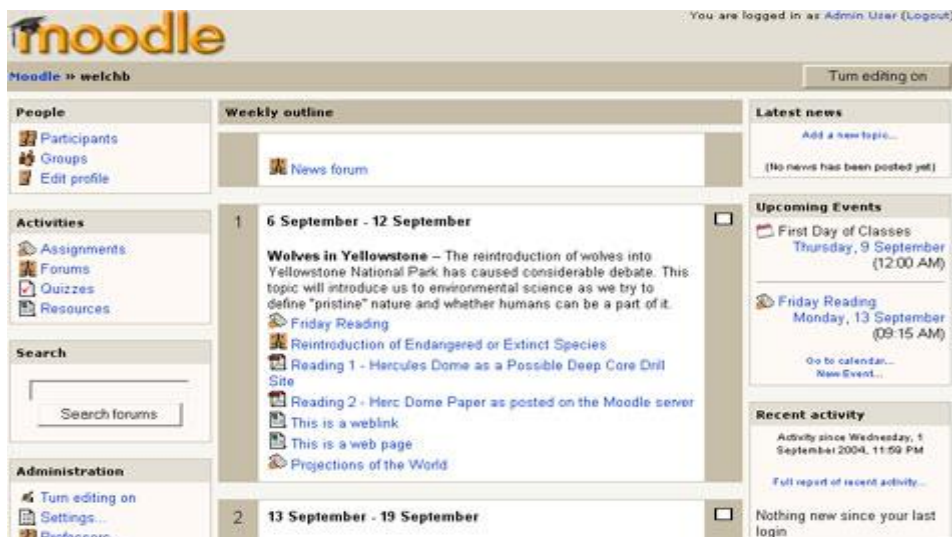 moodle
You are logged in as Admin User (Logout)
Moodle » welchb
Turn editing on
People
Participants
Groups
Edit profile
Activities
Assignments
Forums
Quizzes
Resources
Search
Search forums
Administration
Turn editing on
Settings...
Professors...
Weekly outline
News forum
1
6 September - 12 September
Wolves in Yellowstone – The reintroduction of wolves into
Yellowstone National Park has caused considerable debate. This
topic will introduce us to environmental science as we try to
define "pristine" nature and whether humans can be a part of it.
Friday Reading
Reintroduction of Endangered or Extinct Species
Reading 1 - Hercules Dome as a Possible Deep Core Drill
Site
Reading 2 - Herc Dome Paper as posted on the Moodle server
This is a weblink
This is a web page
Projections of the World
2
13 September - 19 September
Latest news
Add a new topic...
(No news has been posted yet)
Upcoming Events
First Day of Classes
Thursday, 9 September
(12:00 AM)
Friday Reading
Monday, 13 September
(09:15 AM)
Go to calendar...
New Event...
Recent activity
Activity since Wednesday, 1
September 2004, 11:59 PM
Full report of recent activity...
Nothing new since your last
login